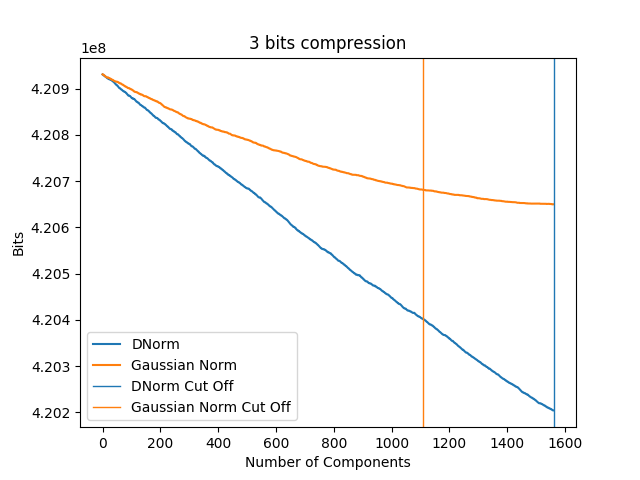 3 bits compression
1e8
4.209
4.208
4.207
4.206
4.205
4.204
4.203
4.202
Bits
DNorm
Gaussian Norm
DNorm Cut Off
Gaussian Norm Cut Off
0 200 400 600 800 1000 1200 1400 1600
Number of Components